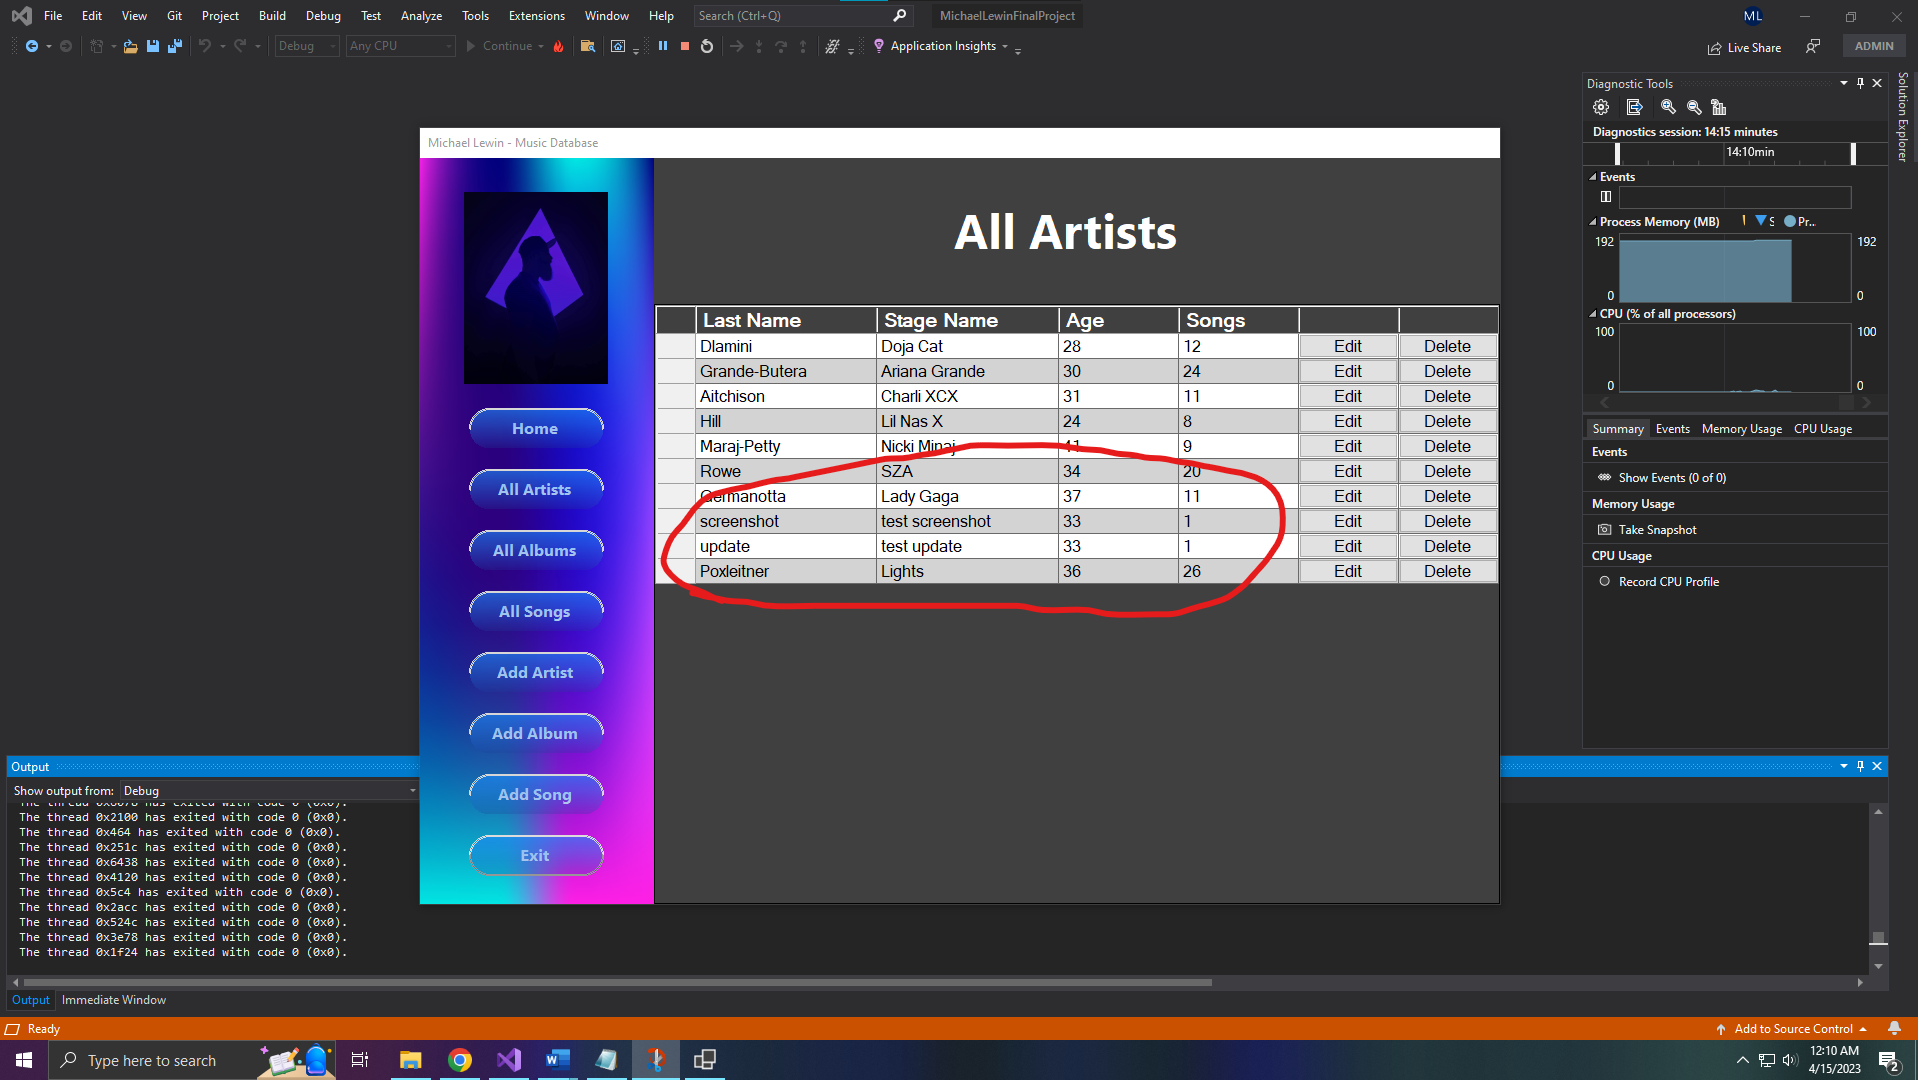 File Edit View Git Project Build Debug Test Analyze Tools Extensions Window Help Search (Ctrl+Q) MichaelLewinFinalProject ML
Debug Any CPU Continue Application Insights Live Share ADMIN
Solution Explorer
Diagnostic Tools
Diagnostics session: 14:15 minutes
14:10min
Events
Process Memory (MB) S Pr...
192 192
0 0
CPU (% of all processors)
100 100
0 0
Summary Events Memory Usage CPU Usage
Events
Show Events (0 of 0)
Memory Usage
Take Snapshot
CPU Usage
Record CPU Profile
Michael Lewin - Music Database
Home
All Artists
All Albums
All Songs
Add Artist
Add Album
Add Song
Exit
All Artists
Last Name Stage Name Age Songs
Dlamini Doja Cat 28 12 Edit Delete
Grande-Butera Ariana Grande 30 24 Edit Delete
Aitchison Charli XCX 31 11 Edit Delete
Hill Lil Nas X 24 8 Edit Delete
Maraj-Petty Nicki Minaj 41 9 Edit Delete
Rowe SZA 34 20 Edit Delete
Germanotta Lady Gaga 37 11 Edit Delete
screenshot test screenshot 33 1 Edit Delete
update test update 33 1 Edit Delete
Poxleitner Lights 36 26 Edit Delete
Output
Show output from: Debug
The thread 0x2100 has exited with code 0 (0x0).
The thread 0x464 has exited with code 0 (0x0).
The thread 0x251c has exited with code 0 (0x0).
The thread 0x6438 has exited with code 0 (0x0).
The thread 0x4120 has exited with code 0 (0x0).
The thread 0x5c4 has exited with code 0 (0x0).
The thread 0x2acc has exited with code 0 (0x0).
The thread 0x524c has exited with code 0 (0x0).
The thread 0x3e78 has exited with code 0 (0x0).
The thread 0x1f24 has exited with code 0 (0x0).
Output Immediate Window
Ready Add to Source Control
Type here to search
12:10 AM
4/15/2023
2